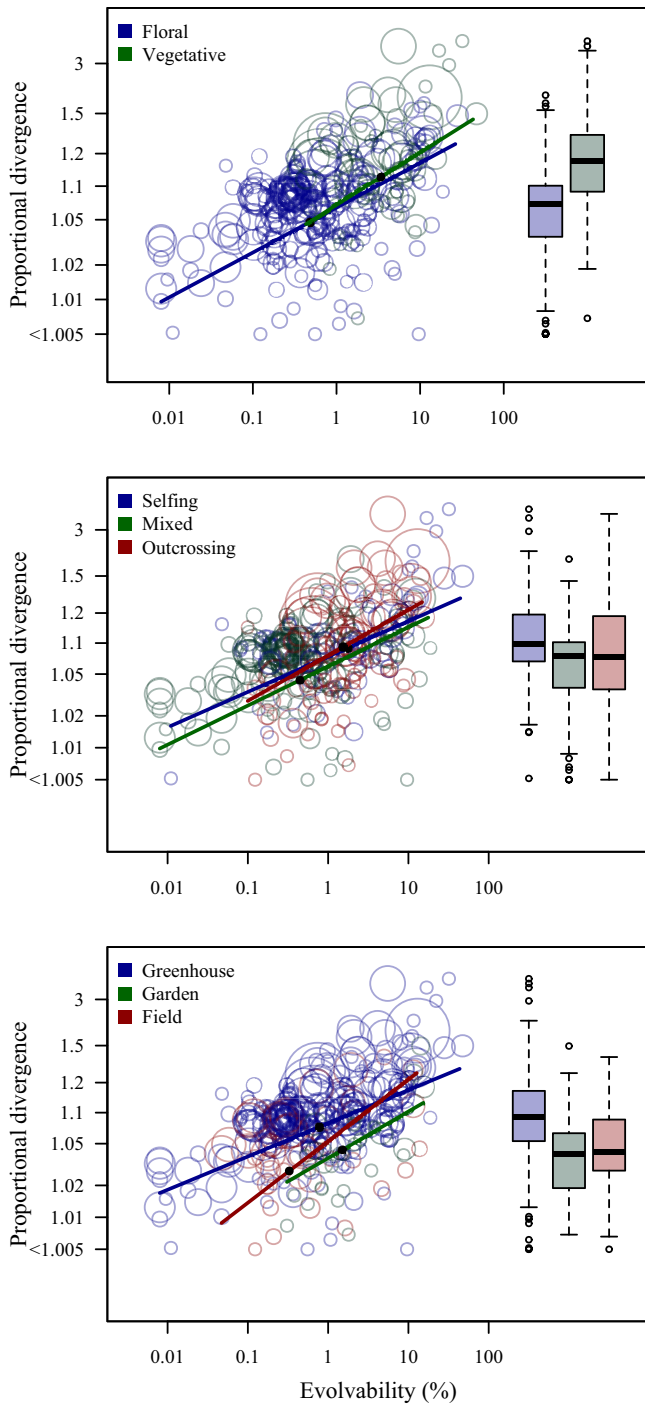 Floral
Vegetative
Proportional divergence
3
1.5
1.2
1.1
1.05
1.02
1.01
<1.005
0.01 0.1 1 10 100
Selfing
Mixed
Outcrossing
Proportional divergence
3
1.5
1.2
1.1
1.05
1.02
1.01
<1.005
0.01 0.1 1 10 100
Greenhouse
Garden
Field
Proportional divergence
3
1.5
1.2
1.1
1.05
1.02
1.01
<1.005
0.01 0.1 1 10 100
Evolvability (%)